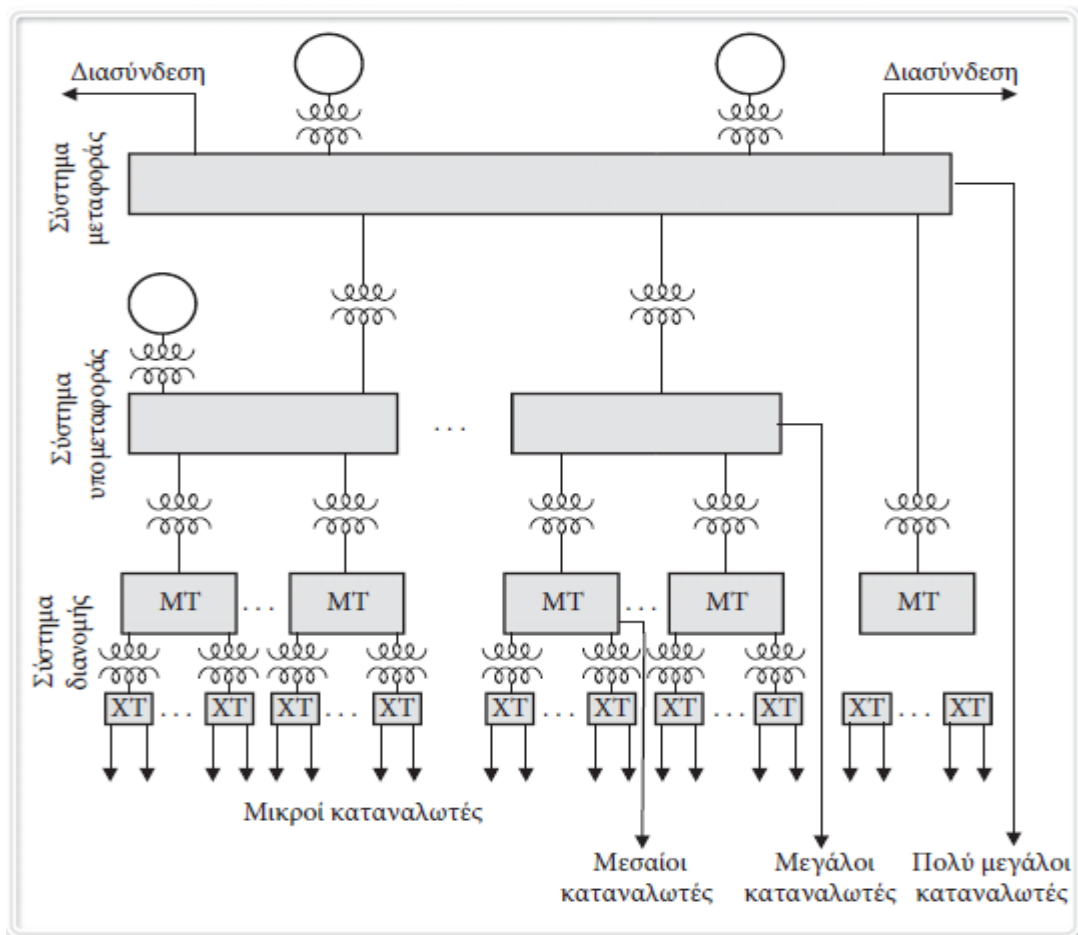 Διασύνδεση
Διασύνδεση
Σύστημα
μεταφοράς
Σύστημα
υπομεταφοράς
. . .
Σύστημα
διανομής
ΜΤ . . . ΜΤ ΜΤ . . . ΜΤ ΜΤ
ΧΤ . . . ΧΤ ΧΤ . . . ΧΤ ΧΤ . . . ΧΤ ΧΤ . . . ΧΤ ΧΤ . . . ΧΤ
Μικροί καταναλωτές
Μεσαίοι
καταναλωτές
Μεγάλοι
καταναλωτές
Πολύ μεγάλοι
καταναλωτές